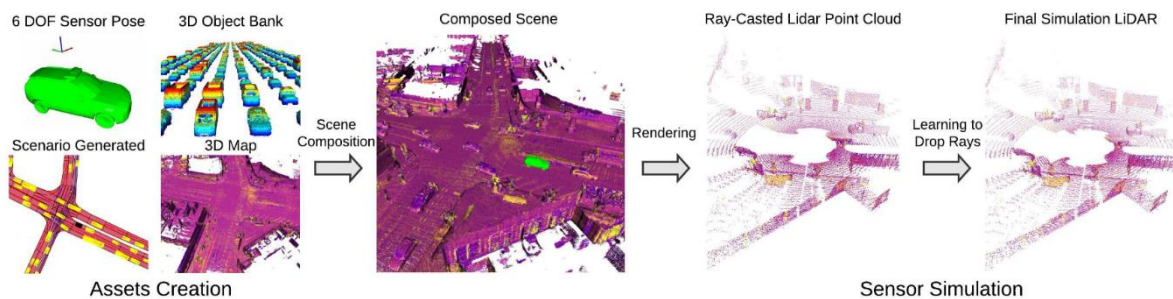 6 DOF Sensor Pose
3D Object Bank
Composed Scene
Ray-Casted Lidar Point Cloud
Final Simulation LiDAR
Scenario Generated
3D Map
Scene
Composition
Rendering
Learning to
Drop Rays
Assets Creation
Sensor Simulation